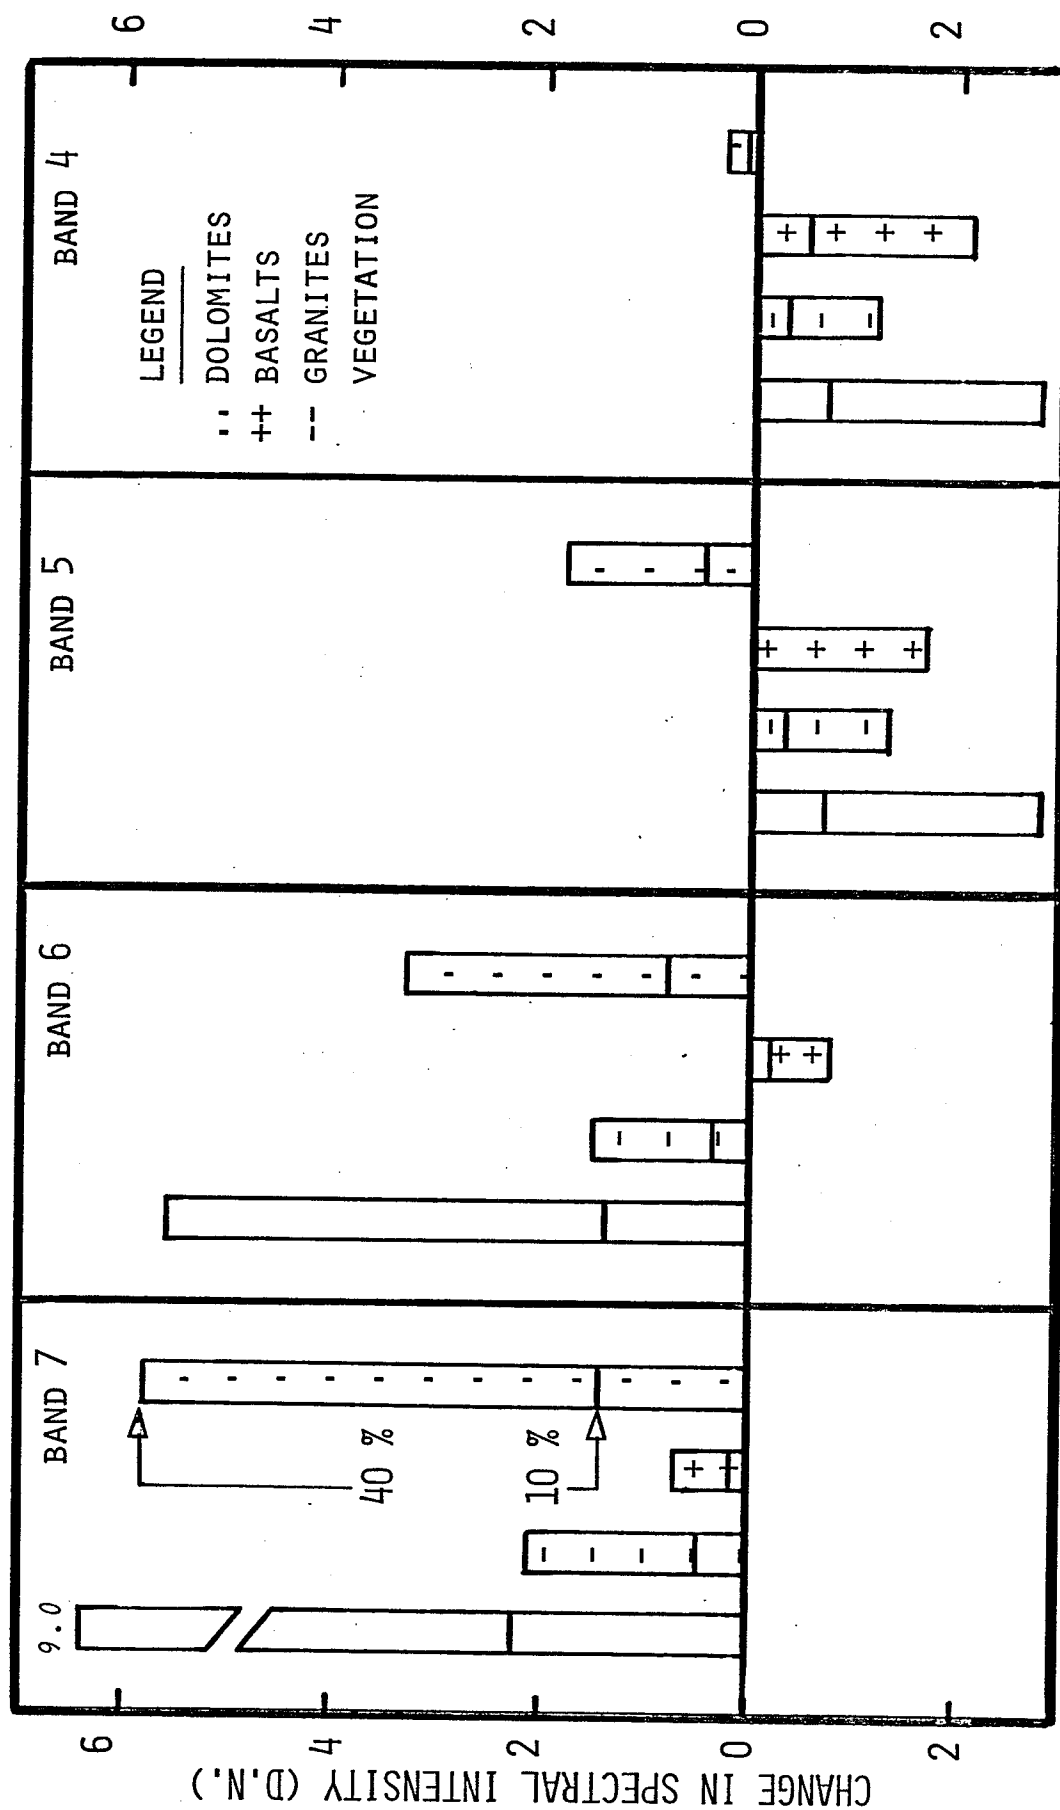 6
4
2
0
2
BAND 4
LEGEND
DOLOMITES
++ BASALTS
-- GRANITES
VEGETATION
BAND 5
BAND 6
BAND 7
40 %
10 %
9.0
6
4
2
0
2
CHANGE IN SPECTRAL INTENSITY (D.N.)